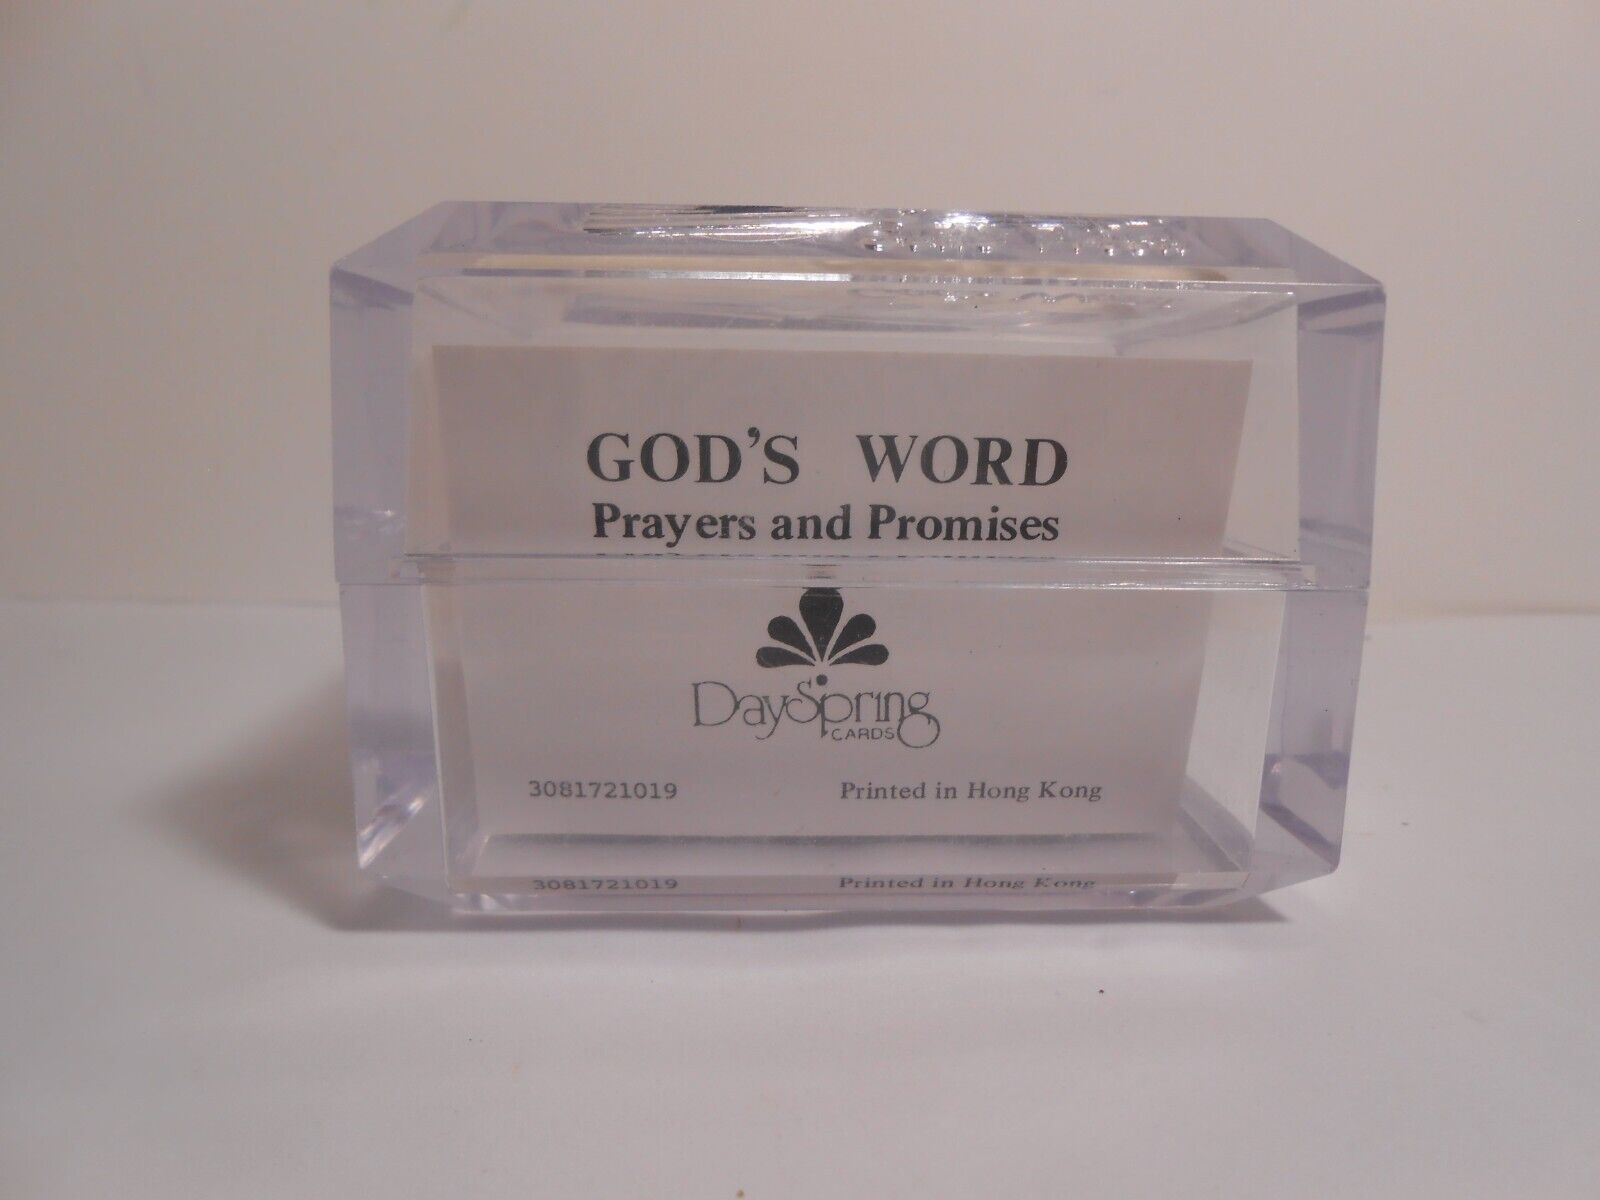 GOD'S WORD
Prayers and Promises
DaySpring
CARDS
3081721019 Printed in Hong Kong
3081721019 Printed in Hong Kong